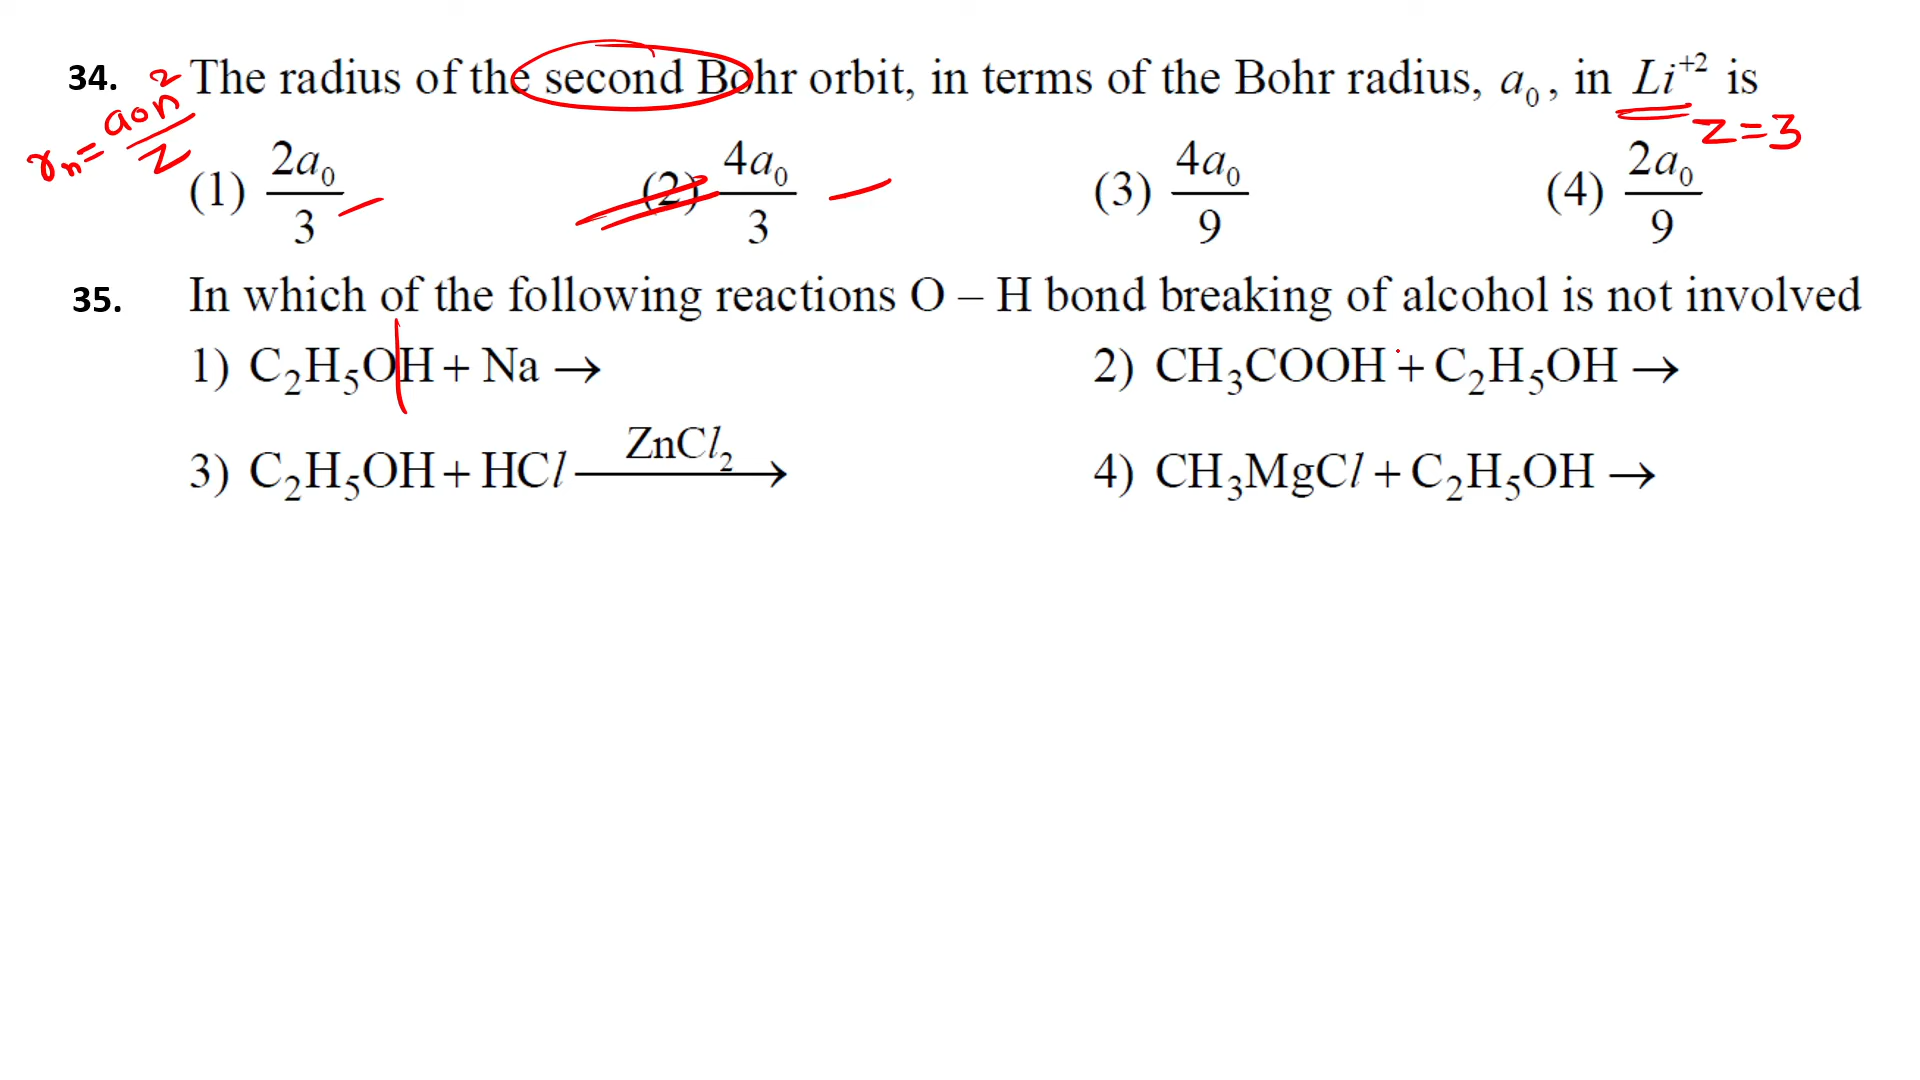 34. The radius of the second Bohr orbit, in terms of the Bohr radius, a₀, in Li⁺² is
rₙ = a₀n²/Z
Z=3
(1) 2a₀/3 (2) 4a₀/3 (3) 4a₀/9 (4) 2a₀/9
35. In which of the following reactions O – H bond breaking of alcohol is not involved
1) C₂H₅OH + Na → 2) CH₃COOH + C₂H₅OH →
3) C₂H₅OH + HCl —ZnCl₂→ 4) CH₃MgCl + C₂H₅OH →